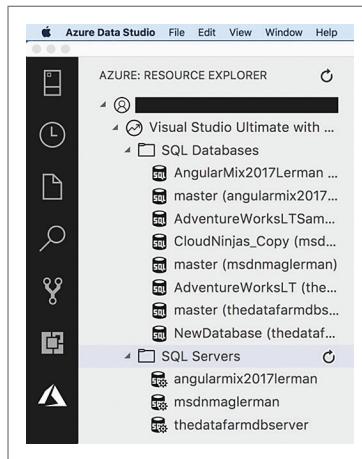 Azure Data Studio File Edit View Window Help
AZURE: RESOURCE EXPLORER
Visual Studio Ultimate with ...
SQL Databases
AngularMix2017Lerman ...
master (angularmix2017...
AdventureWorksLTSam...
CloudNinjas_Copy (msd...
master (msdnmaglerman)
AdventureWorksLT (the...
master (thedatafarmdbs...
NewDatabase (thedataf...
SQL Servers
angularmix2017lerman
msdnmaglerman
thedatafarmdbserver